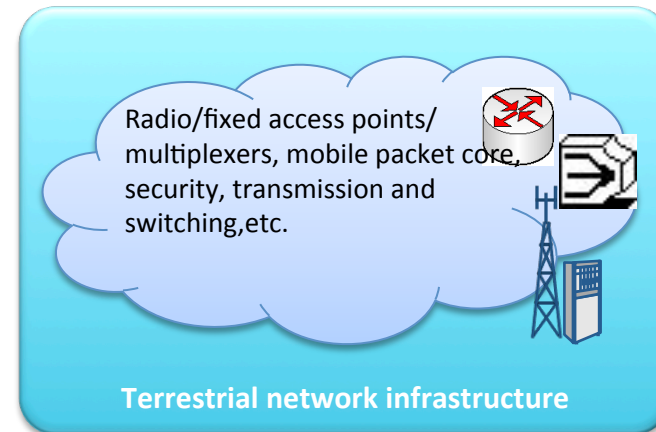 Radio/fixed access points/
multiplexers, mobile packet core,
security, transmission and
switching,etc.
Terrestrial network infrastructure